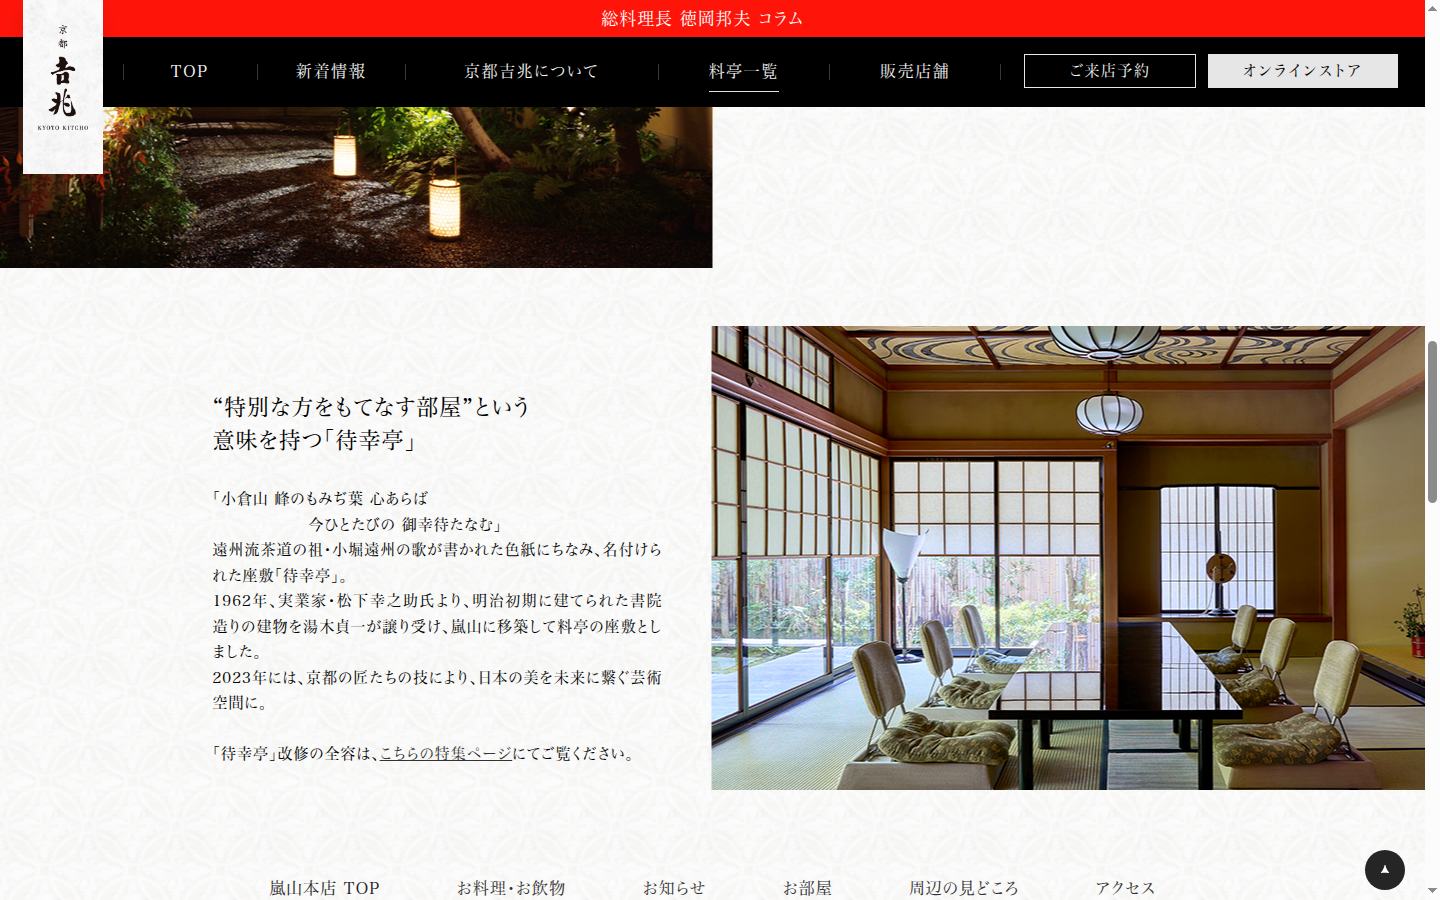 総料理長 徳岡邦夫 コラム
京都
吉兆
KYOTO KITCHO
TOP
新着情報
京都吉兆について
料亭一覧
販売店舗
ご来店予約
オンラインストア
“特別な方をもてなす部屋”という
意味を持つ「待幸亭」
「小倉山 峰のもみぢ葉 心あらば
今ひとたびの 御幸待たなむ」
遠州流茶道の祖・小堀遠州の歌が書かれた色紙にちなみ、名付けら
れた座敷「待幸亭」。
1962年、実業家・松下幸之助氏より、明治初期に建てられた書院
造りの建物を湯木貞一が譲り受け、嵐山に移築して料亭の座敷とし
ました。
2023年には、京都の匠たちの技により、日本の美を未来に繋ぐ芸術
空間に。
「待幸亭」改修の全容は、こちらの特集ページにてご覧ください。
嵐山本店 TOP
お料理・お飲物
お知らせ
お部屋
周辺の見どころ
アクセス